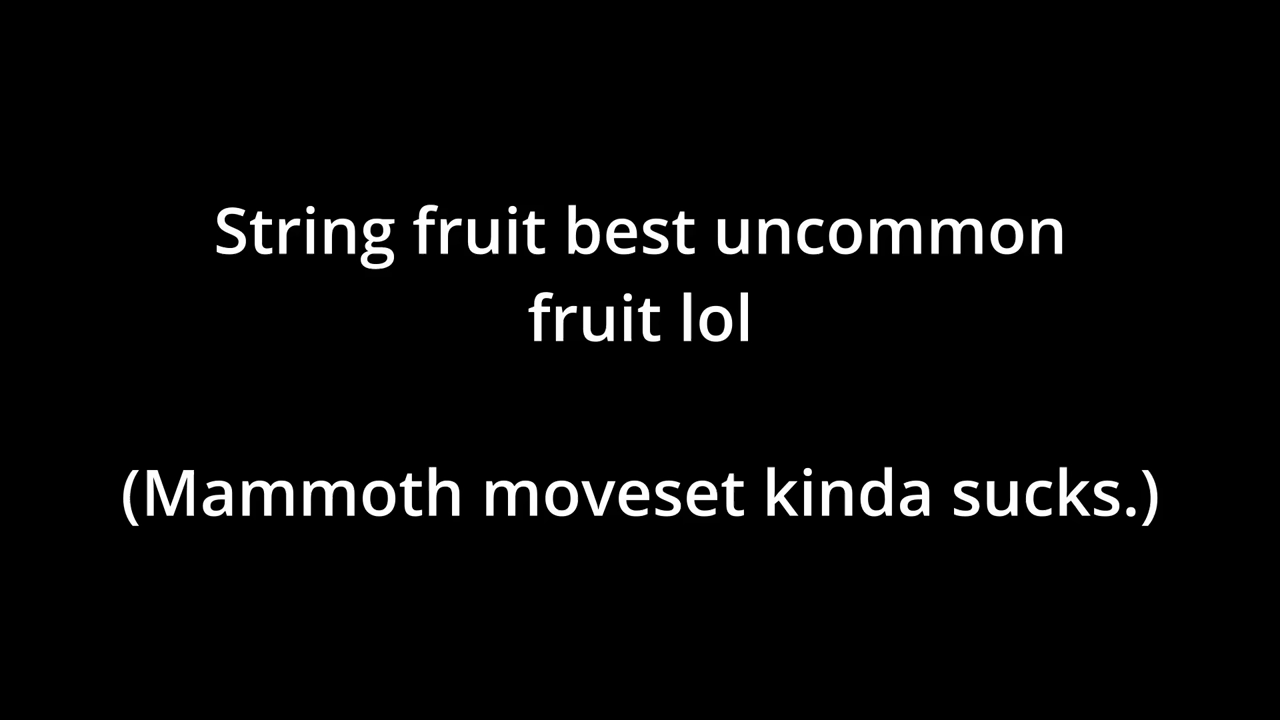 String fruit best uncommon
fruit lol
(Mammoth moveset kinda sucks.)